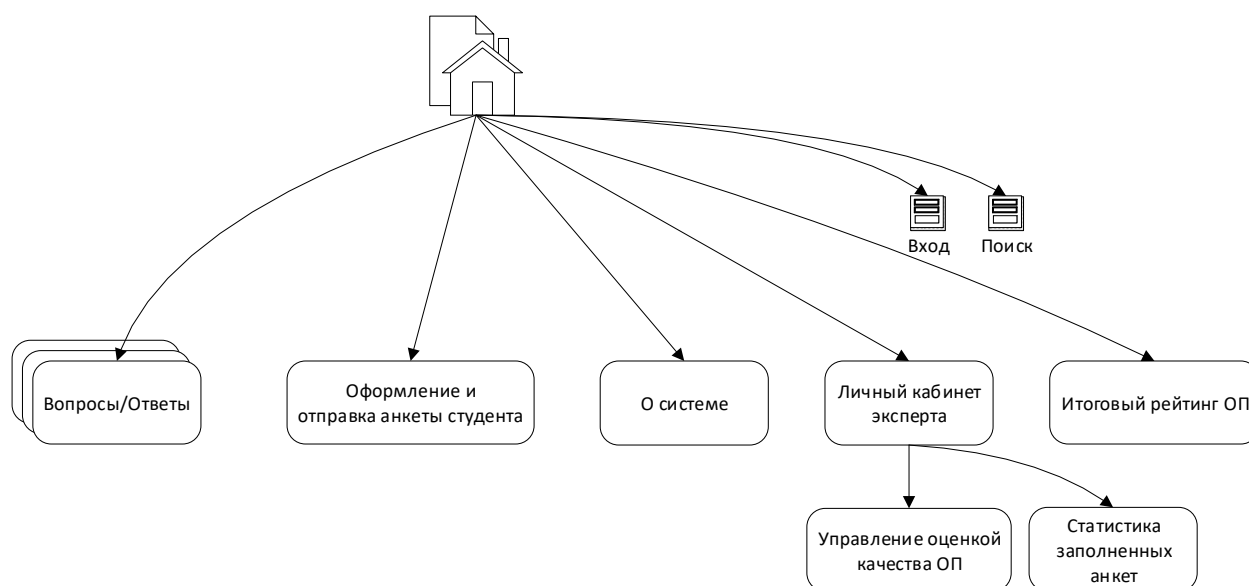 Вход
Поиск
Вопросы/Ответы
Оформление и
отправка анкеты студента
О системе
Личный кабинет
эксперта
Итоговый рейтинг ОП
Управление оценкой
качества ОП
Статистика
заполненных
анкет